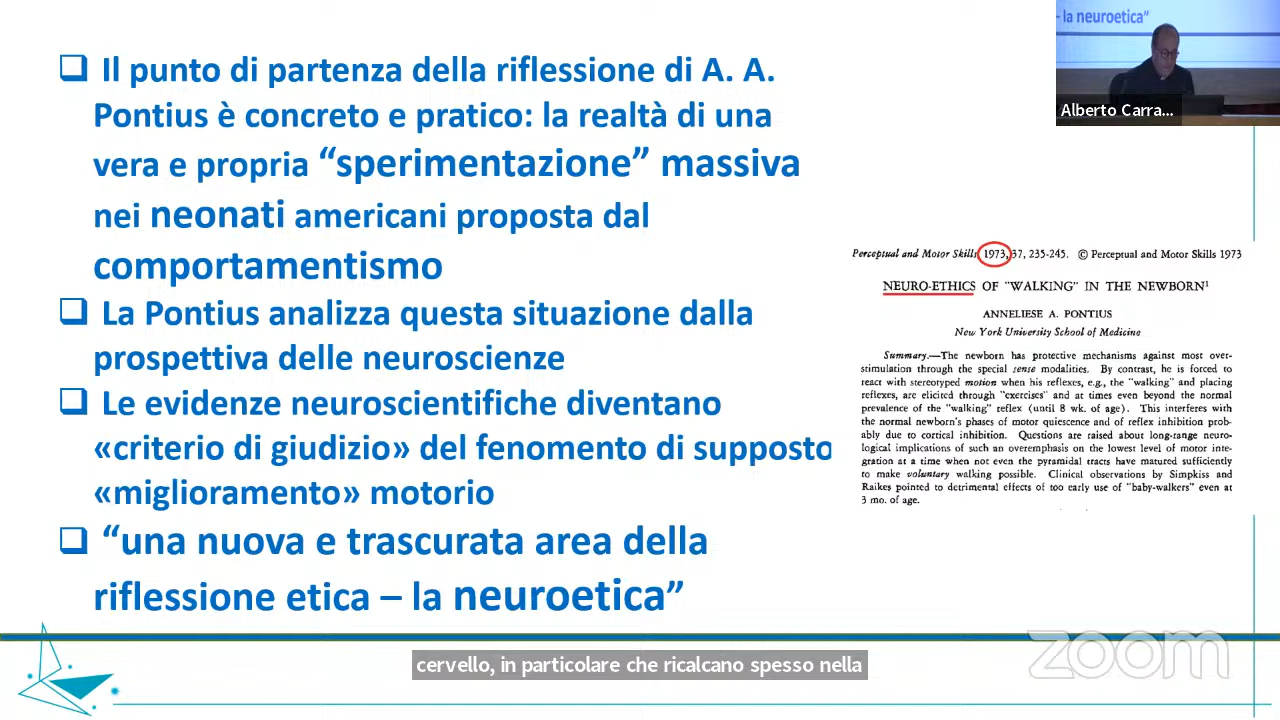 Il punto di partenza della riflessione di A. A.
Pontius è concreto e pratico: la realtà di una
vera e propria “sperimentazione” massiva
nei neonati americani proposta dal
comportamentismo
La Pontius analizza questa situazione dalla
prospettiva delle neuroscienze
Le evidenze neuroscientifiche diventano
«criterio di giudizio» del fenomeno di supposto
«miglioramento» motorio
“una nuova e trascurata area della
riflessione etica – la neuroetica”
- la neuroetica”
Alberto Carra...
Perceptual and Motor Skills, 1973, 37, 235-245. © Perceptual and Motor Skills 1973
NEURO-ETHICS OF "WALKING" IN THE NEWBORN¹
ANNELIESE A. PONTIUS
New York University School of Medicine
Summary.—The newborn has protective mechanisms against most over-
stimulation through the special sense modalities. By contrast, he is forced to
react with stereotyped motion when his reflexes, e.g., the "walking" and placing
reflexes, are elicited through "exercises" and at times even beyond the normal
prevalence of the "walking" reflex (until 8 wk. of age). This interferes with
the normal newborn's phases of motor quiescence and of reflex inhibition prob-
ably due to cortical inhibition. Questions are raised about long-range neuro-
logical implications of such an overemphasis on the lowest level of motor inte-
gration at a time when not even the pyramidal tracts have matured sufficiently
to make voluntary walking possible. Clinical observations by Simpkiss and
Raikes pointed to detrimental effects of too early use of "baby-walkers" even at
3 mo. of age.
zoom
cervello, in particolare che ricalcano spesso nella